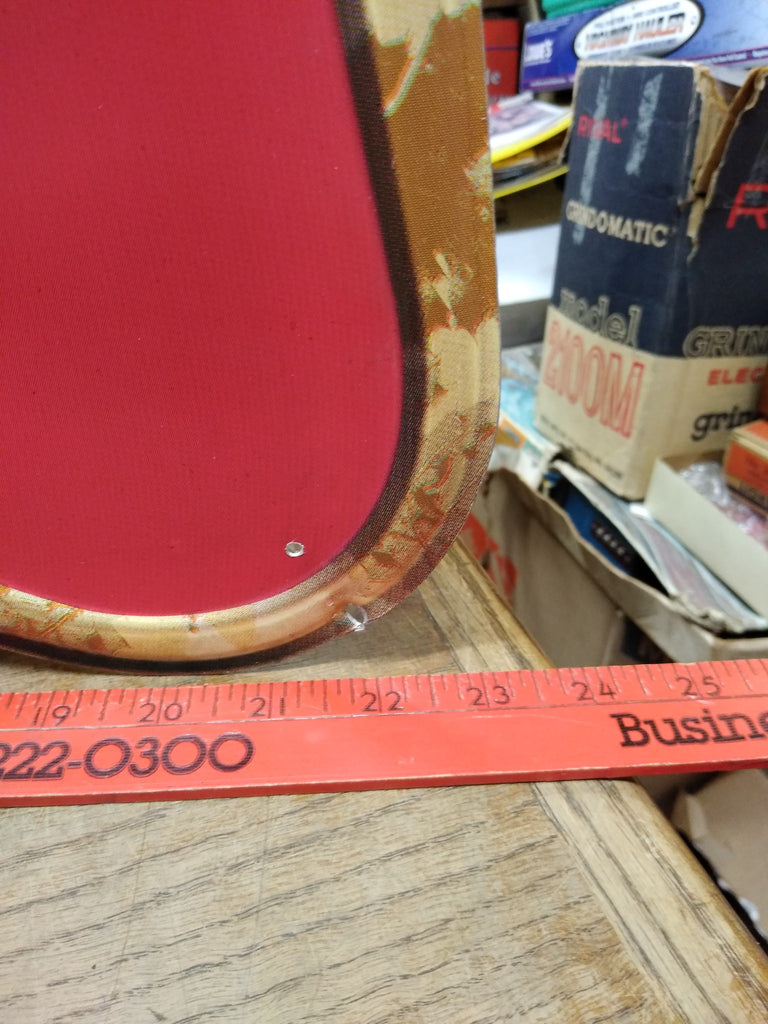 RIVAL
GRINDOMATIC
model
2100M
GRIN
ELEC
grin
19 20 21 22 23 24 25
222-0300 Busine